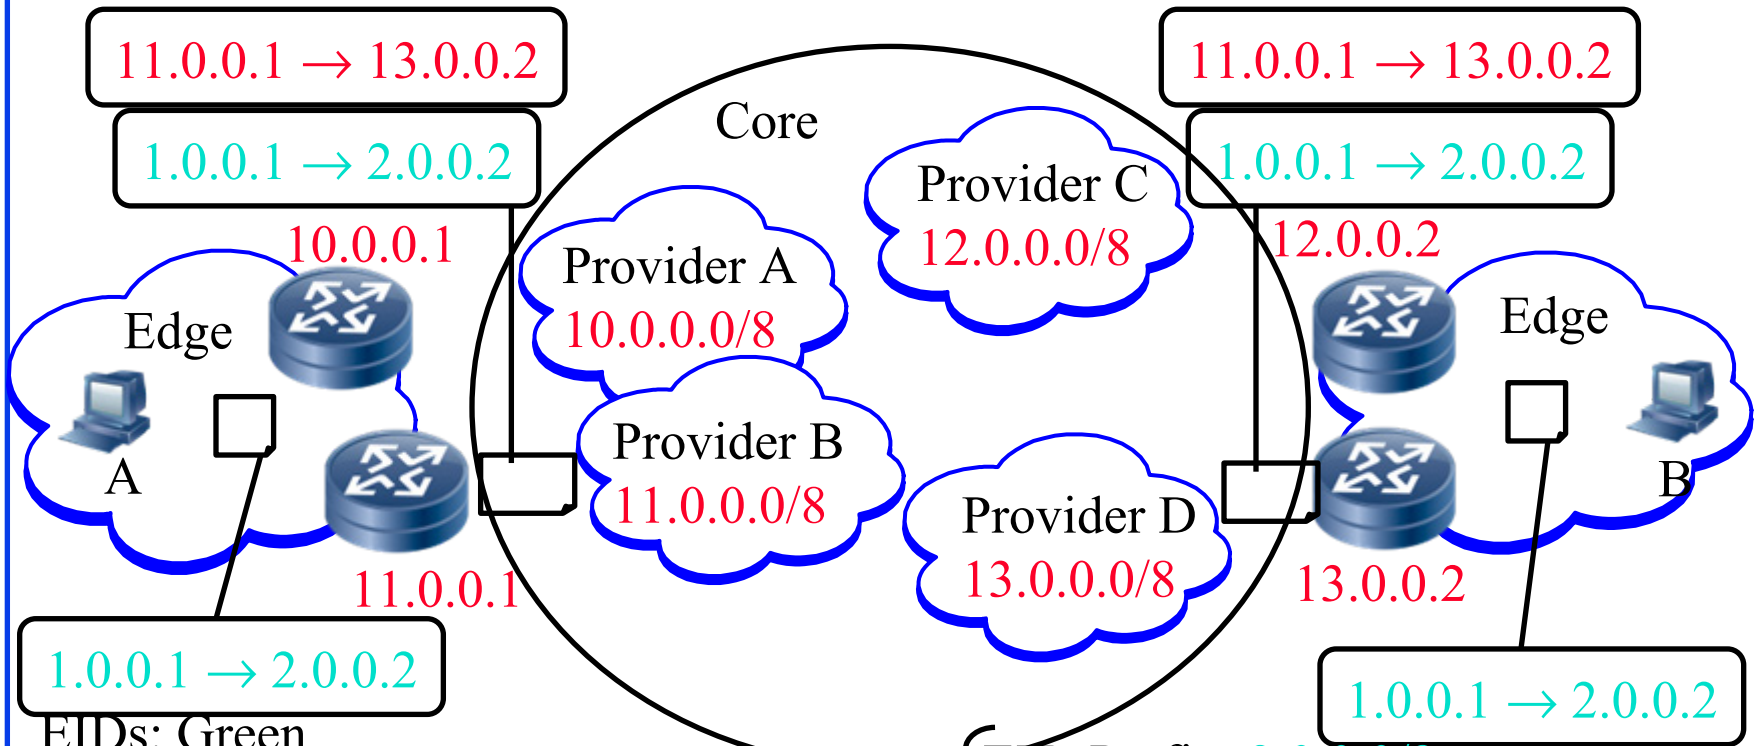 11.0.0.1 → 13.0.0.2
11.0.0.1 → 13.0.0.2
Core
1.0.0.1 → 2.0.0.2
1.0.0.1 → 2.0.0.2
Provider C
12.0.0.0/8
10.0.0.1
12.0.0.2
Provider A
10.0.0.0/8
Edge
Edge
Provider B
11.0.0.0/8
A
B
Provider D
13.0.0.0/8
11.0.0.1
13.0.0.2
1.0.0.1 → 2.0.0.2
1.0.0.1 → 2.0.0.2
EIDs: Green